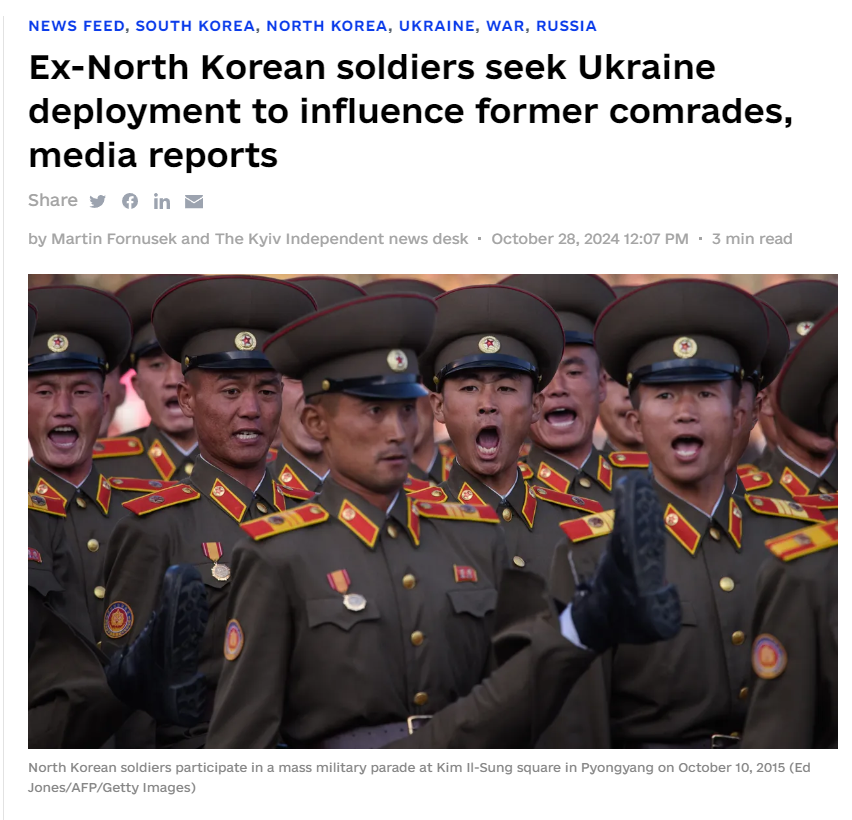 NEWS FEED, SOUTH KOREA, NORTH KOREA, UKRAINE, WAR, RUSSIA
Ex-North Korean soldiers seek Ukraine
deployment to influence former comrades,
media reports
Share
by Martin Fornusek and The Kyiv Independent news desk · October 28, 2024 12:07 PM · 3 min read
North Korean soldiers participate in a mass military parade at Kim Il-Sung square in Pyongyang on October 10, 2015 (Ed
Jones/AFP/Getty Images)